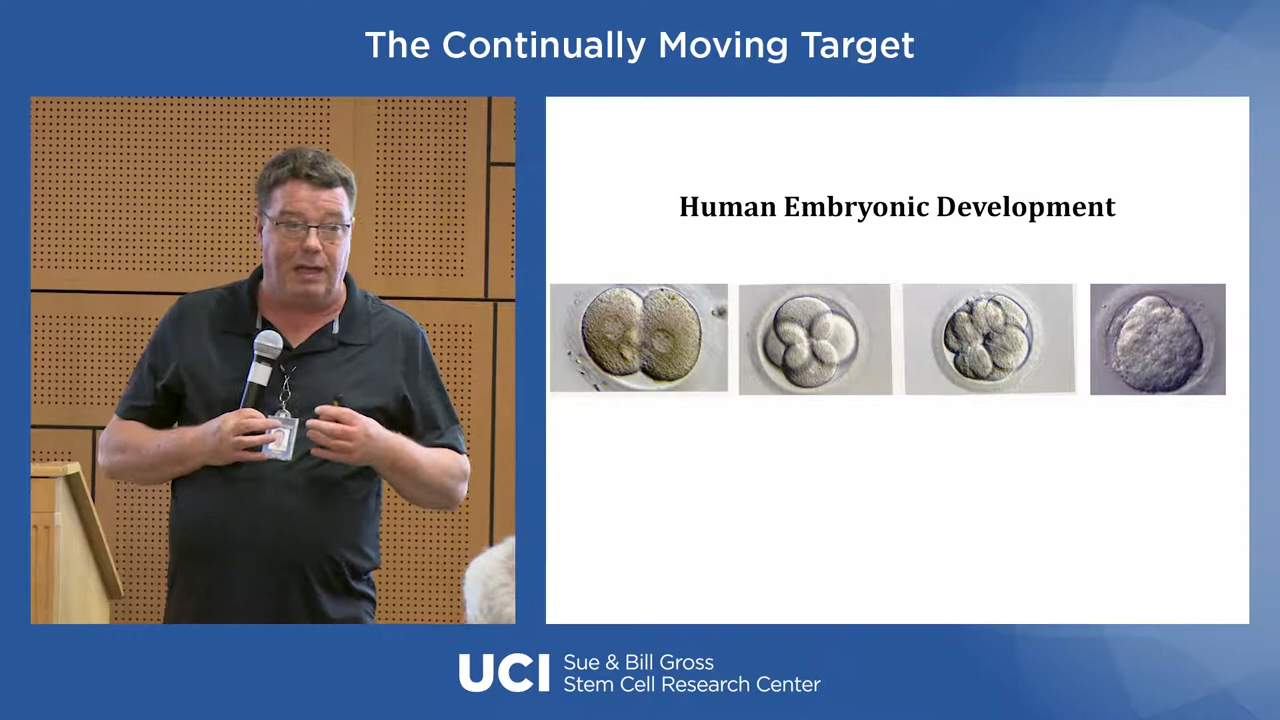 The Continually Moving Target
Human Embryonic Development
UCI
Sue & Bill Gross
Stem Cell Research Center